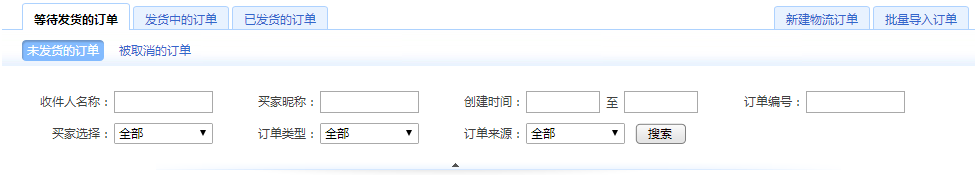 等待发货的订单 发货中的订单 已发货的订单 新建物流订单 批量导入订单
未发货的订单 被取消的订单
收件人名称： 买家昵称： 创建时间： 至 订单编号：
买家选择： 全部 订单类型： 全部 订单来源： 全部 搜索